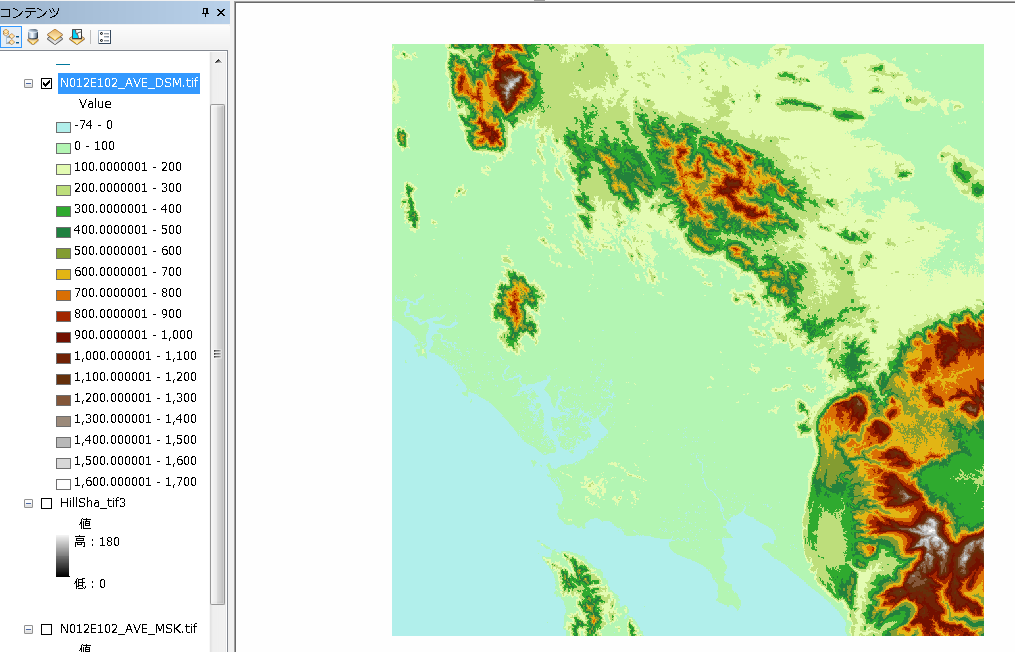 コンテンツ
N012E102_AVE_DSM.tif
Value
-74 - 0
0 - 100
100.0000001 - 200
200.0000001 - 300
300.0000001 - 400
400.0000001 - 500
500.0000001 - 600
600.0000001 - 700
700.0000001 - 800
800.0000001 - 900
900.0000001 - 1,000
1,000.000001 - 1,100
1,100.000001 - 1,200
1,200.000001 - 1,300
1,300.000001 - 1,400
1,400.000001 - 1,500
1,500.000001 - 1,600
1,600.000001 - 1,700
HillSha_tif3
値
高 : 180
低 : 0
N012E102_AVE_MSK.tif
値